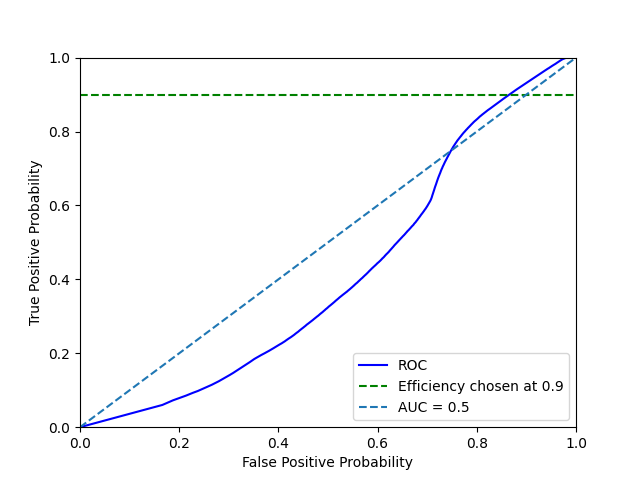 1.0
0.8
0.6
0.4
0.2
0.0
True Positive Probability
ROC
Efficiency chosen at 0.9
AUC = 0.5
0.0 0.2 0.4 0.6 0.8 1.0
False Positive Probability